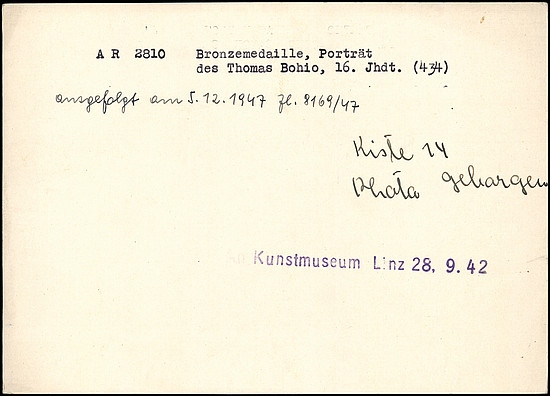 AR 2810 Bronzemedaille, Porträt
des Thomas Bohio, 16. Jhdt. (434)
ausgefolgt am 5.12.1947 Zl. 8169/47
Kiste 14
Photo geborgen
Kunstmuseum Linz 28. 9. 42